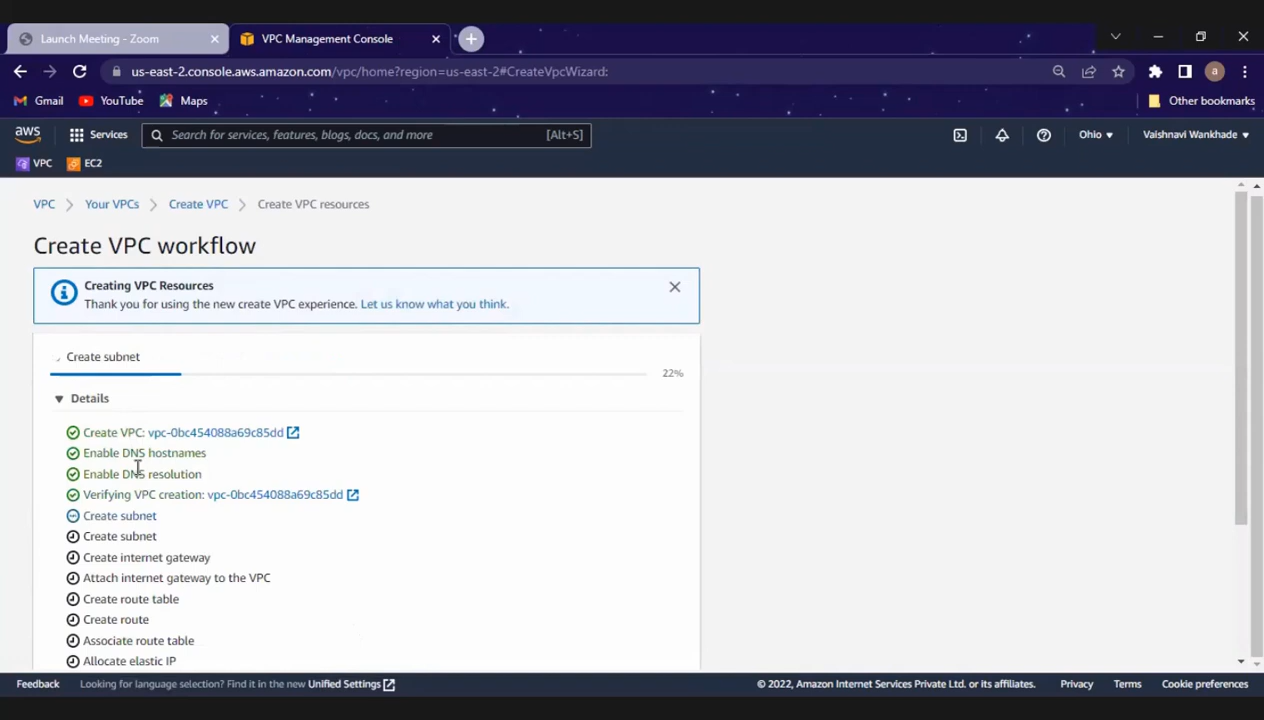 Launch Meeting - Zoom
VPC Management Console
us-east-2.console.aws.amazon.com/vpc/home?region=us-east-2#CreateVpcWizard:
a
Gmail YouTube Maps Other bookmarks
aws Services Search for services, features, blogs, docs, and more [Alt+S] Ohio Vaishnavi Wankhade
VPC EC2
VPC Your VPCs Create VPC Create VPC resources
Create VPC workflow
Creating VPC Resources
Thank you for using the new create VPC experience. Let us know what you think.
Create subnet
22%
Details
Create VPC: vpc-0bc454088a69c85dd
Enable DNS hostnames
Enable DNS resolution
Verifying VPC creation: vpc-0bc454088a69c85dd
Create subnet
Create subnet
Create internet gateway
Attach internet gateway to the VPC
Create route table
Create route
Associate route table
Allocate elastic IP
Feedback Looking for language selection? Find it in the new Unified Settings © 2022, Amazon Internet Services Private Ltd. or its affiliates. Privacy Terms Cookie preferences